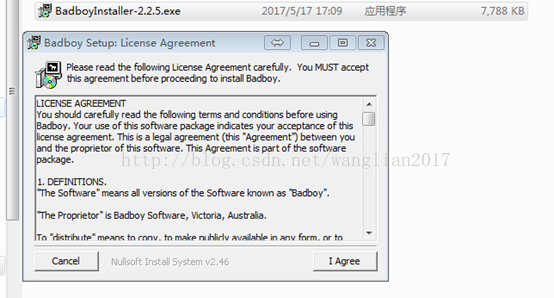 BadboyInstaller-2.2.5.exe 2017/5/17 17:09 应用程序 7,788 KB
Badboy Setup: License Agreement
Please read the following License Agreement carefully. You MUST accept
this agreement before proceeding to install Badboy.
LICENSE AGREEMENT
You should carefully read the following terms and conditions before using
Badboy. Your use of this software package indicates your acceptance of this
license agreement. This is a legal agreement (this "Agreement") between you
and the proprietor of this software. This Agreement is part of the software
package.
http://blog.csdn.net/wanglian2017
1. DEFINITIONS.
"The Software" means all versions of the Software known as "Badboy".
"The Proprietor" is Badboy Software, Victoria, Australia.
To "distribute" means to copy, to make publicly available in any form, or to
Cancel
Nullsoft Install System v2.46
I Agree